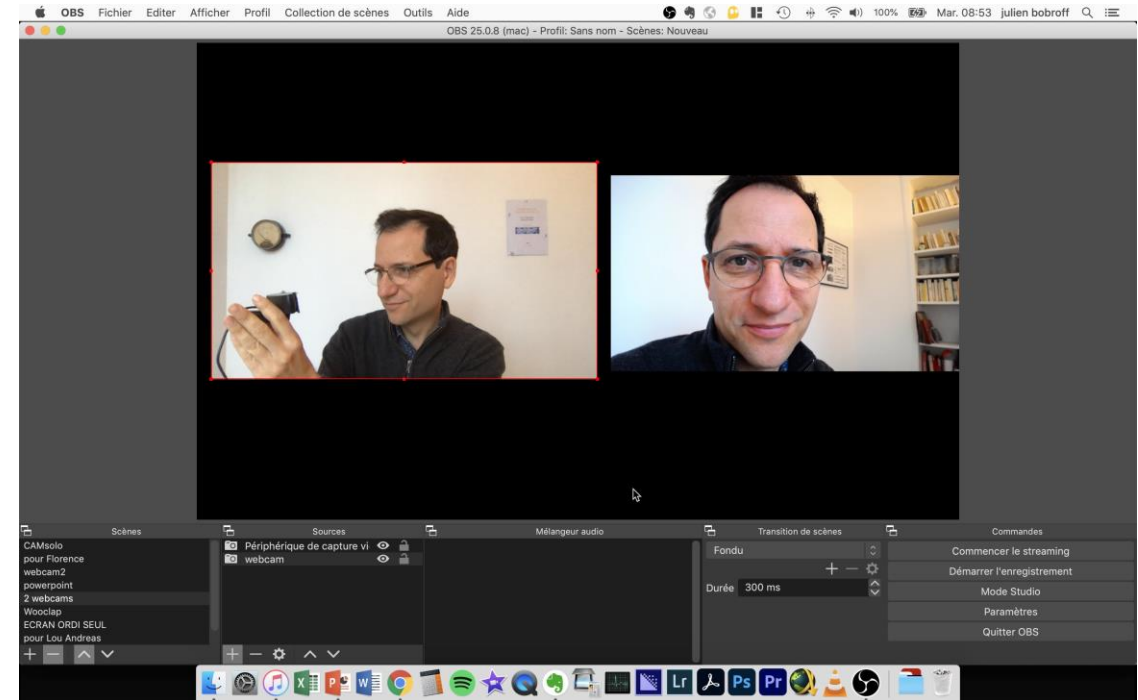 OBS Fichier Editer Afficher Profil Collection de scènes Outils Aide 100% Mar. 08:53 julien bobroff
OBS 25.0.8 (mac) - Profil: Sans nom - Scènes: Nouveau
Scènes
CAMsolo
pour Florence
webcam2
powerpoint
2 webcams
Wooclap
ECRAN ORDI SEUL
pour Lou Andreas
Sources
Périphérique de capture vi
webcam
Mélangeur audio
Transition de scènes
Fondu
Durée 300 ms
Commandes
Commencer le streaming
Démarrer l'enregistrement
Mode Studio
Paramètres
Quitter OBS
Lr
Ps
Pr